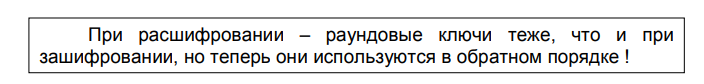 При расшифровании – раундовые ключи теже, что и при
зашифровании, но теперь они используются в обратном порядке !